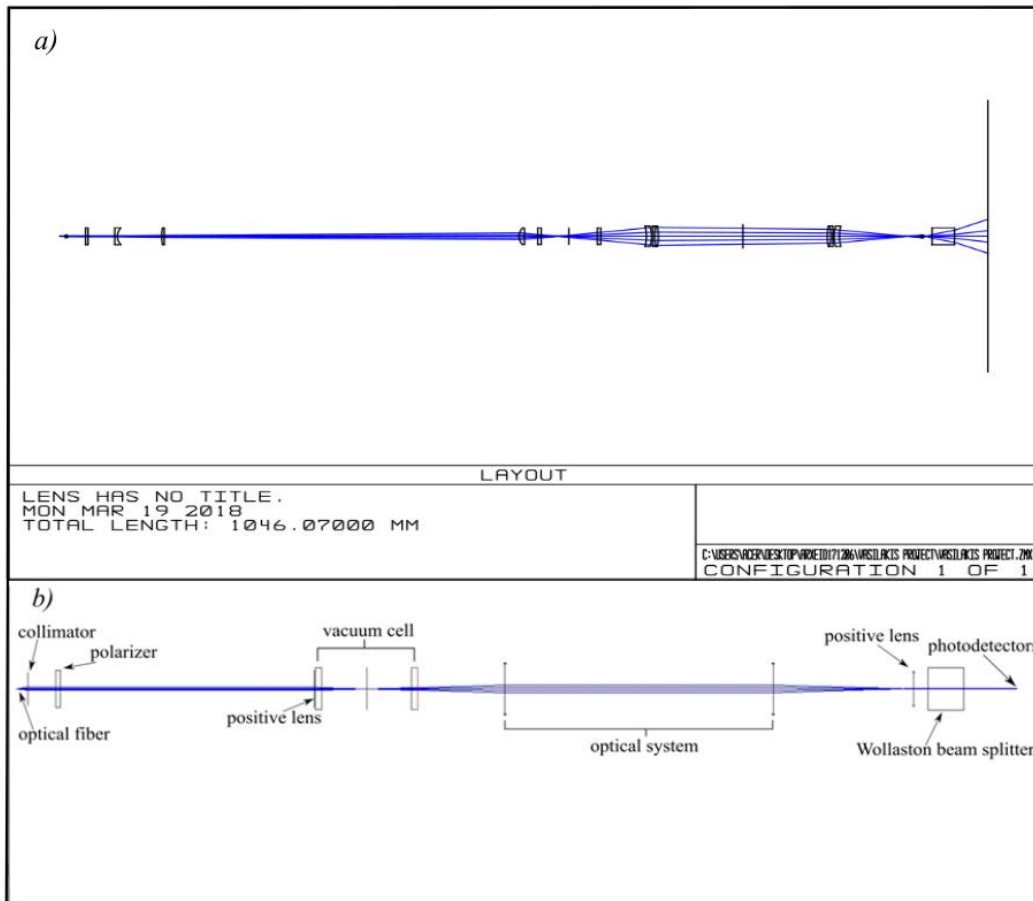 a)
LAYOUT
LENS HAS NO TITLE.
MON MAR 19 2018
TOTAL LENGTH: 1046.07000 MM
CONFIGURATION 1 OF 1
b)
collimator
polarizer
vacuum cell
positive lens
photodetectors
optical fiber
positive lens
optical system
Wollaston beam splitter